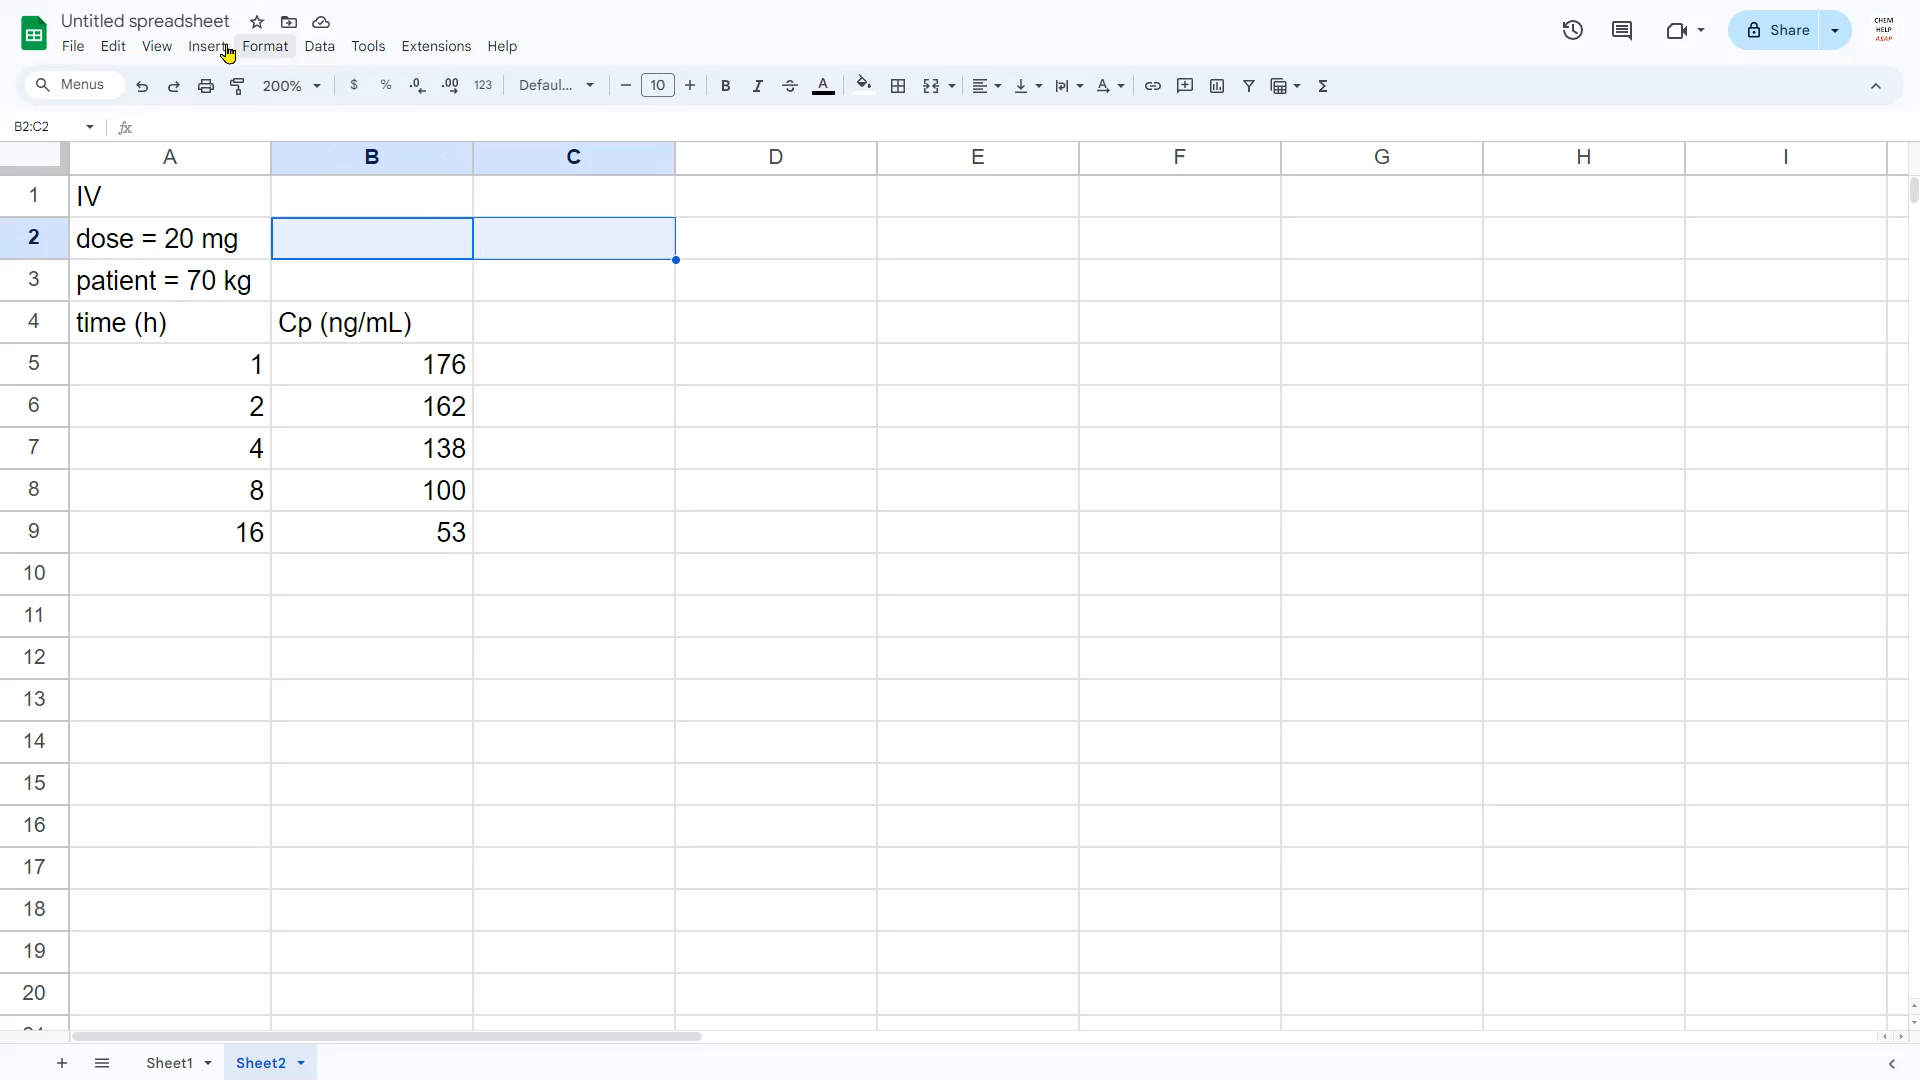 Untitled spreadsheet
File Edit View Insert Format Data Tools Extensions Help
Share
CHEM
HELP
ASAP
Menus 200% $ % .0 .00 123 Defaul... 10 B I A Σ
B2:C2 fx
A B C D E F G H I
1 IV
2 dose = 20 mg
3 patient = 70 kg
4 time (h) Cp (ng/mL)
5 1 176
6 2 162
7 4 138
8 8 100
9 16 53
10
11
12
13
14
15
16
17
18
19
20
Sheet1 Sheet2